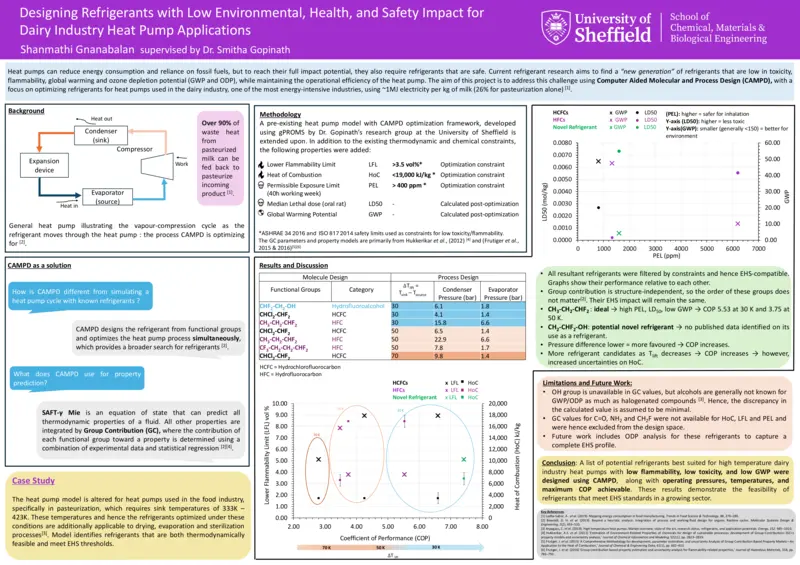 Designing Refrigerants with Low Environmental, Health, and Safety Impact for
Dairy Industry Heat Pump Applications
Shanmathi Gnanabalan supervised by Dr. Smitha Gopinath
University of
Sheffield
School of
Chemical, Materials &
Biological Engineering
Heat pumps can reduce energy consumption and reliance on fossil fuels, but to reach their full impact potential, they also require refrigerants that are safe. Current refrigerant research aims to find a "new generation" of refrigerants that are low in toxicity,
flammability, global warming and ozone depletion potential (GWP and ODP), while maintaining the operational efficiency of the heat pump. The aim of this project is to address this challenge using Computer Aided Molecular and Process Design (CAMPD), with a
focus on optimizing refrigerants for heat pumps used in the dairy industry, one of the most energy-intensive industries, using ~1MJ electricity per kg of milk (26% for pasteurization alone) [1].
Background
Heat out
Condenser
(sink)
Compressor
Expansion
device
Work
Evaporator
(source)
Heat in
Over 90% of
waste heat
from
pasteurized
milk can be
fed back to
pasteurize
incoming
product [1].
General heat pump illustrating the vapour-compression cycle as the
refrigerant moves through the heat pump : the process CAMPD is optimizing
for [2].
CAMPD as a solution
How is CAMPD different from simulating a
heat pump cycle with known refrigerants ?
CAMPD designs the refrigerant from functional groups
and optimizes the heat pump process simultaneously,
which provides a broader search for refrigerants [2].
What does CAMPD use for property
prediction?
SAFT-γ Mie is an equation of state that can predict all
thermodynamic properties of a fluid. All other properties are
integrated by Group Contribution (GC), where the contribution of
each functional group toward a property is determined using a
combination of experimental data and statistical regression [2][4].
Case Study
The heat pump model is altered for heat pumps used in the food industry,
specifically in pasteurization, which requires sink temperatures of 333K –
423K. These temperatures and hence the refrigerants optimized under these
conditions are additionally applicable to drying, evaporation and sterilization
processes[3]. Model identifies refrigerants that are both thermodynamically
feasible and meet EHS thresholds.
Methodology
A pre-existing heat pump model with CAMPD optimization framework, developed
using gPROMS by Dr. Gopinath's research group at the University of Sheffield is
extended upon. In addition to the existing thermodynamic and chemical constraints,
the following properties were added:
Lower Flammability Limit LFL >3.5 vol%* Optimization constraint
Heat of Combustion HoC <19,000 kJ/kg * Optimization constraint
Permissible Exposure Limit PEL > 400 ppm * Optimization constraint
(40h working week)
Median Lethal dose (oral rat) LD50 - Calculated post-optimization
Global Warming Potential GWP - Calculated post-optimization
*ASHRAE 34 2016 and ISO 817 2014 safety limits used as constraints for low toxicity/flammability.
The GC parameters and property models are primarily from Hukkerikar et al., (2012) [4] and (Frutiger et al.,
2015 & 2016)[5][6]
Results and Discussion
Molecular Design Process Design
Functional Groups Category ΔTlift = Tsink – Tsource Condenser Pressure (bar) Evaporator Pressure (bar)
CHF2-CH2-OH Hydrofluoroalcohol 30 6.1 1.8
CHCl2-CHF2 HCFC 30 4.1 1.4
CH3-CH2-CHF2 HFC 30 15.8 6.6
CHCl2-CHF2 HCFC 50 6.5 1.4
CH3-CH2-CHF2 HFC 50 22.9 6.6
CF2-CH2-CH2-CHF2 HFC 50 7.8 1.7
CHCl2-CHF2 HCFC 70 9.8 1.4
HCFC = Hydrochlorofluorocarbon
HFC = Hydrofluorocarbon
HCFCs x LFL HoC
HFCs x LFL HoC
Novel Refrigerant x LFL HoC
Lower Flammability Limit (LFL) vol %
10.00
9.00
8.00
7.00
6.00
5.00
4.00
3.00
2.00
1.00
0.00
20,000
18,000
16,000
14,000
12,000
10,000
8,000
6,000
4,000
2,000
0
Heat of Combustion (HoC) kJ/kg
2.00 3.00 4.00 5.00 6.00 7.00 8.00
Coefficient of Performance (COP)
70 K 50 K 30 K
ΔTlift
HCFCs x GWP LD50
HFCs x GWP LD50
Novel Refrigerant x GWP LD50
(PEL): higher = safer for inhalation
Y-axis (LD50): higher = less toxic
Y-axis(GWP): smaller (generally <150) = better for
environment
LD50 (mol/kg)
0.0080
0.0070
0.0060
0.0050
0.0040
0.0030
0.0020
0.0010
0.0000
60.00
50.00
40.00
30.00
20.00
10.00
0.00
GWP
0 1000 2000 3000 4000 5000 6000 7000
PEL (ppm)
All resultant refrigerants were filtered by constraints and hence EHS-compatible.
Graphs show their performance relative to each other.
Group contribution is structure-independent, so the order of these groups does
not matter[2]. Their EHS impact will remain the same.
CH3-CH2-CHF2 : ideal → high PEL, LD50, low GWP → COP 5.53 at 30 K and 3.75 at
50 K.
CH3-CHF2-OH: potential novel refrigerant → no published data identified on its
use as a refrigerant.
Pressure difference lower = more favoured → COP increases.
More refrigerant candidates as Tlift decreases → COP increases → however,
increased uncertainties on HoC.
Limitations and Future Work:
OH group is unavailable in GC values, but alcohols are generally not known for
GWP/ODP as much as halogenated compounds [3]. Hence, the discrepancy in
the calculated value is assumed to be minimal.
GC values for C=O, NH2 and CH2F were not available for HoC, LFL and PEL and
were hence excluded from the design space.
Future work includes ODP analysis for these refrigerants to capture a
complete EHS profile.
Conclusion: A list of potential refrigerants best suited for high temperature dairy
industry heat pumps with low flammability, low toxicity, and low GWP were
designed using CAMPD, along with operating pressures, temperatures, and
maximum COP achievable. These results demonstrate the feasibility of
refrigerants that meet EHS standards in a growing sector.